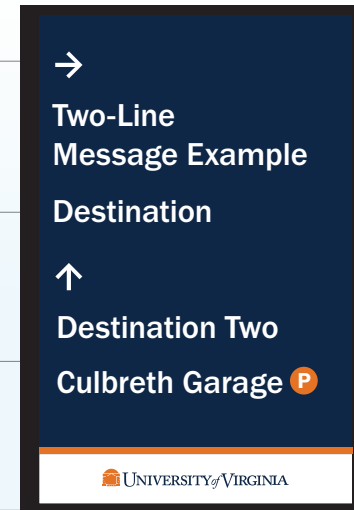 →
Two-Line
Message Example
Destination
↑
Destination Two
Culbreth Garage P
UNIVERSITY of VIRGINIA